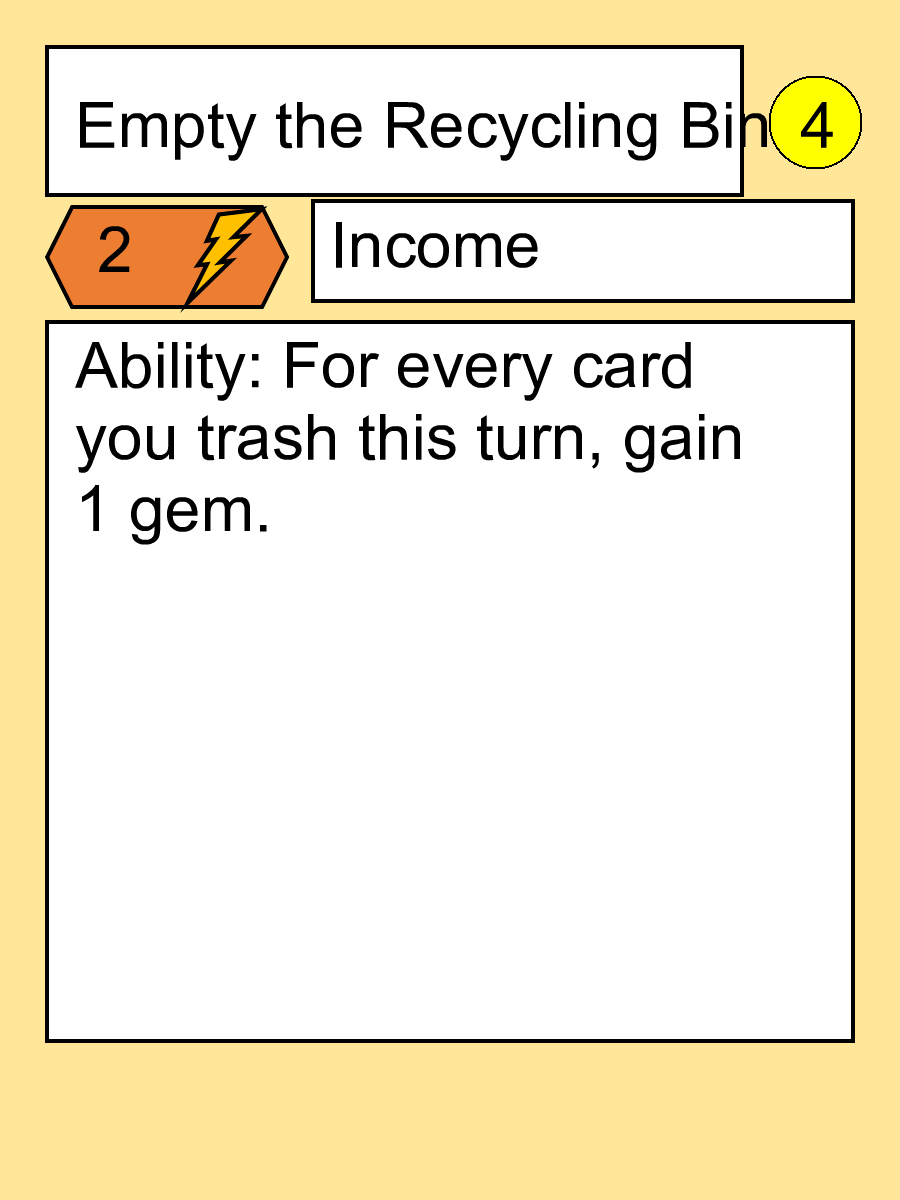 Empty the Recycling Bin
4
2
Income
Ability: For every card
you trash this turn, gain
1 gem.